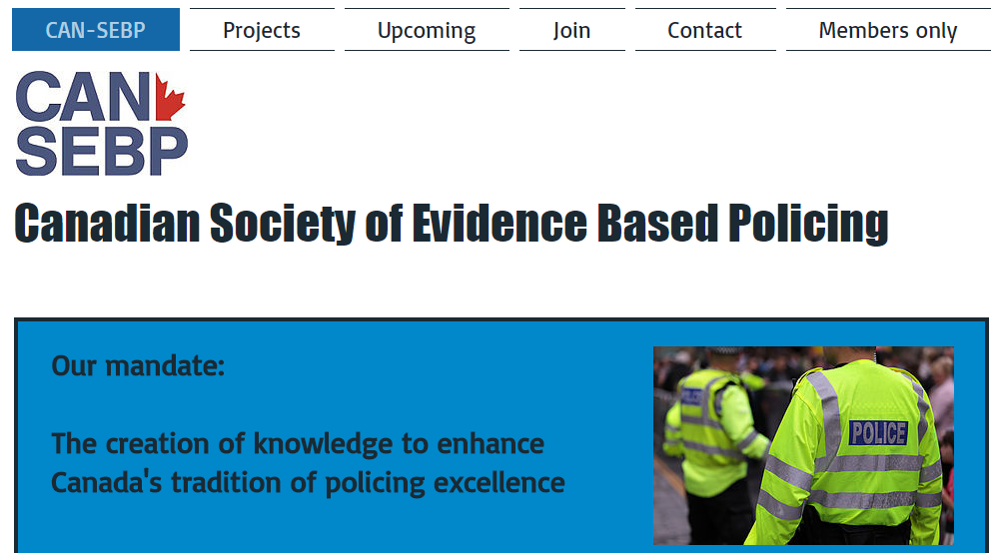 CAN-SEBP Projects Upcoming Join Contact Members only
CAN
SEBP
Canadian Society of Evidence Based Policing
Our mandate:
The creation of knowledge to enhance
Canada's tradition of policing excellence
POLICE